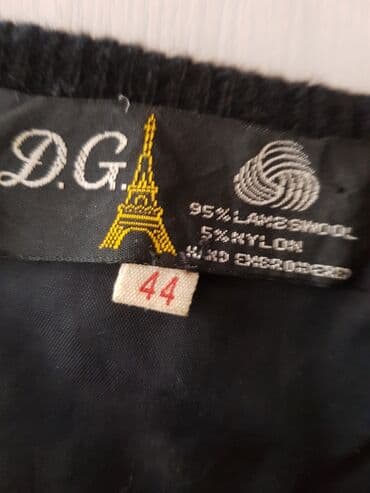 D.G.
95% LAMBSWOOL
5% NYLON
HAND EMBROIDERED
44